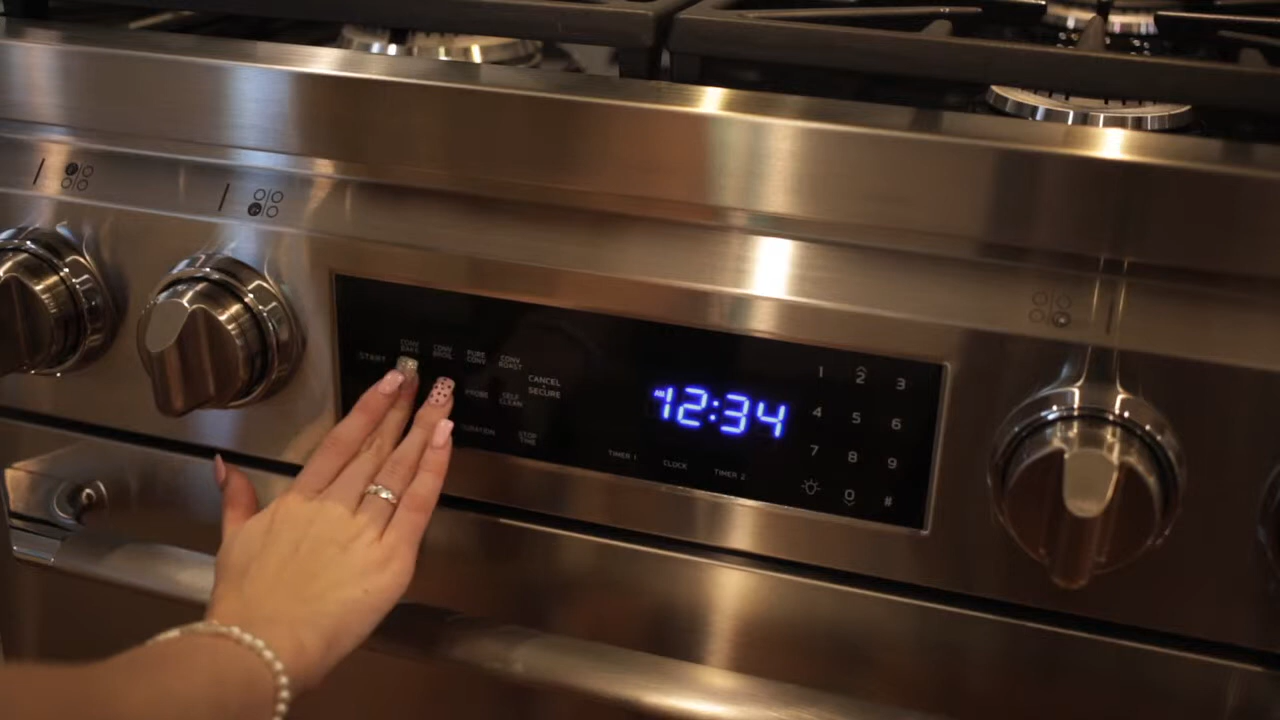 START
CONV
BAKE
CONV
BROIL
PURE
CONV
CONV
ROAST
CANCEL
SECURE
PROBE
SELF
CLEAN
STOP
TIME
AM 12:34
TIMER 1
CLOCK
TIMER 2
1 2 3
4 5 6
7 8 9
0 #